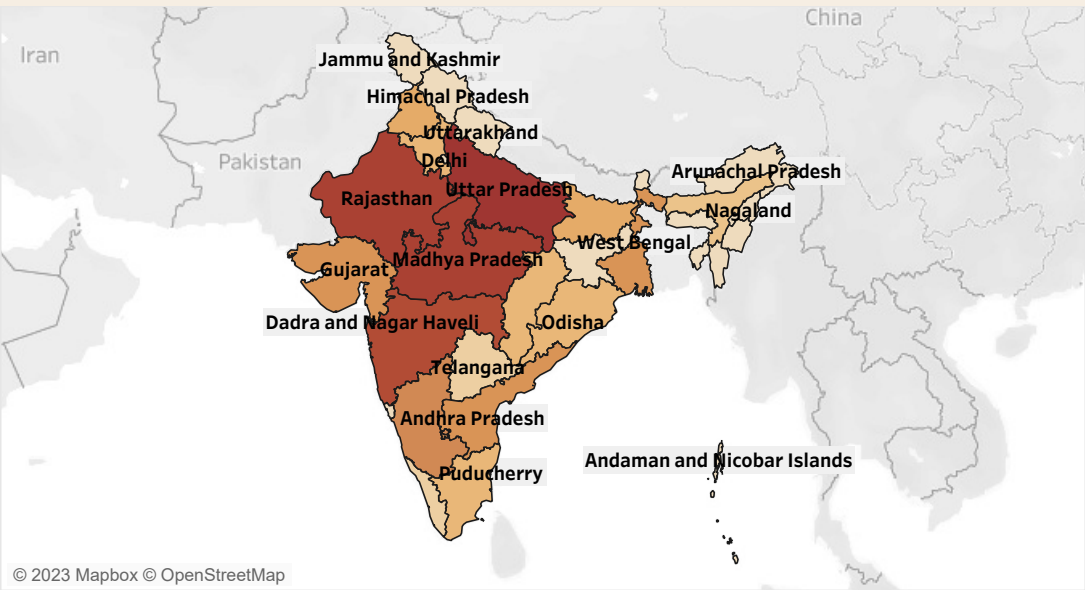 China
Iran
Jammu and Kashmir
Himachal Pradesh
Uttarakhand
Delhi
Pakistan
Arunachal Pradesh
Rajasthan
Uttar Pradesh
Nagaland
West Bengal
Madhya Pradesh
Gujarat
Dadra and Nagar Haveli
Odisha
Telangana
Andhra Pradesh
Andaman and Nicobar Islands
Puducherry
© 2023 Mapbox © OpenStreetMap